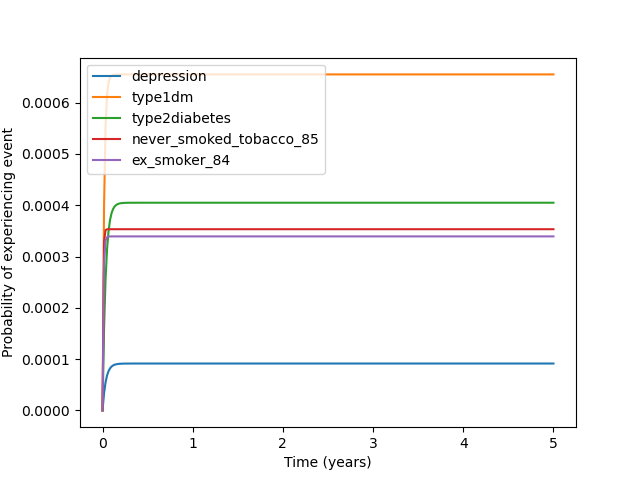 depression
type1dm
type2diabetes
never_smoked_tobacco_85
ex_smoker_84
Probability of experiencing event
0.0006
0.0005
0.0004
0.0003
0.0002
0.0001
0.0000
0 1 2 3 4 5
Time (years)